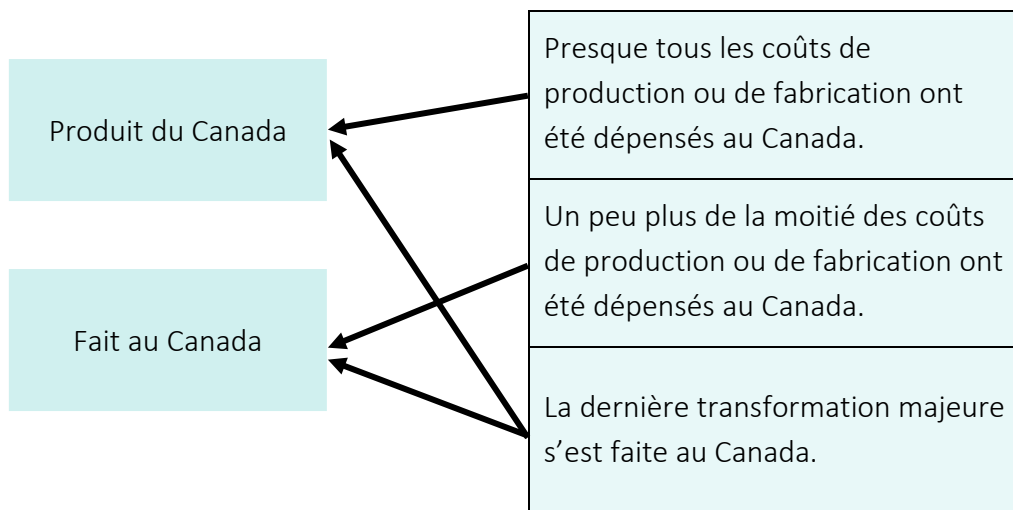 Produit du Canada
Fait au Canada
Presque tous les coûts de
production ou de fabrication ont
été dépensés au Canada.
Un peu plus de la moitié des coûts
de production ou de fabrication ont
été dépensés au Canada.
La dernière transformation majeure
s’est faite au Canada.